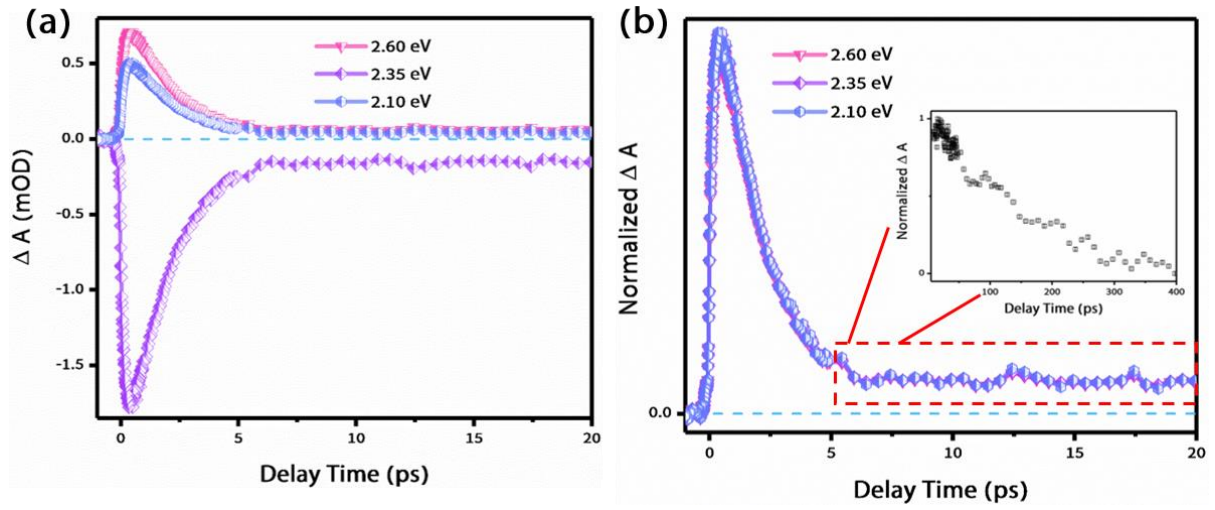 (a)
2.60 eV
2.35 eV
2.10 eV
0.5
0.0
-0.5
-1.0
-1.5
Δ A (mOD)
0 5 10 15 20
Delay Time (ps)
(b)
2.60 eV
2.35 eV
2.10 eV
Normalized Δ A
0.0
1
0
Normalized Δ A
100 200 300 400
Delay Time (ps)
0 5 10 15 20
Delay Time (ps)